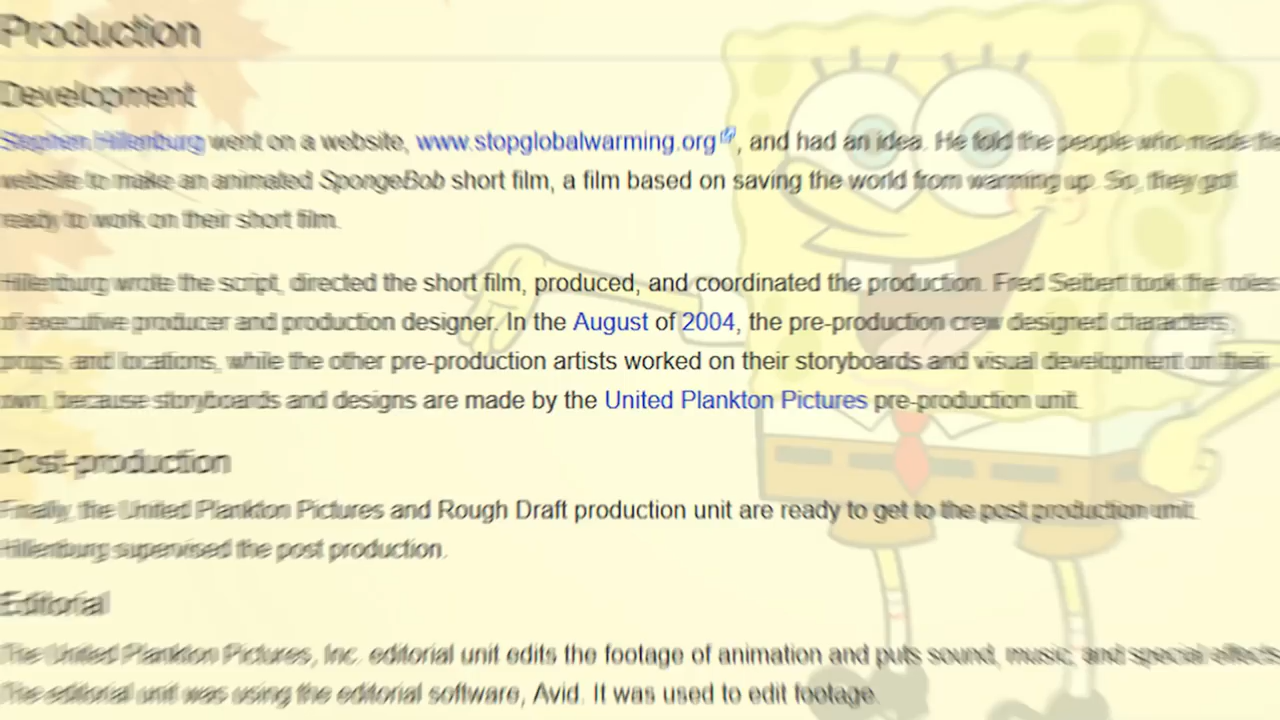 Production
Development
Stephen Hillenburg went on a website, www.stopglobalwarming.org, and had an idea. He told the people who made the
website to make an animated SpongeBob short film, a film based on saving the world from warming up. So, they got
ready to work on their short film.
Hillenburg wrote the script, directed the short film, produced, and coordinated the production. Fred Seibert took the roles
of executive producer and production designer. In the August of 2004, the pre-production crew designed characters,
props, and locations, while the other pre-production artists worked on their storyboards and visual development on their
own, because storyboards and designs are made by the United Plankton Pictures pre-production unit.
Post-production
Finally, the United Plankton Pictures and Rough Draft production unit are ready to get to the post production unit.
Hillenburg supervised the post production.
Editorial
The United Plankton Pictures, Inc. editorial unit edits the footage of animation and puts sound, music, and special effects.
The editorial unit was using the editorial software, Avid. It was used to edit footage.